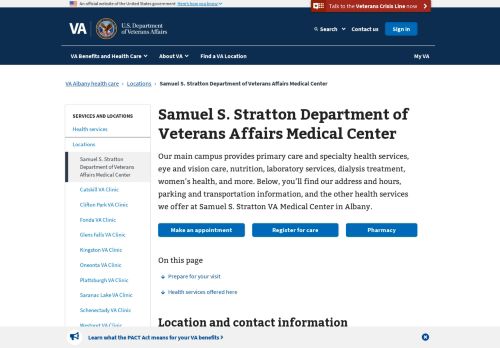 An official website of the United States government Here's how you know
Talk to the Veterans Crisis Line now
VA
U.S. Department
of Veterans Affairs
Search
Contact us
Sign in
VA Benefits and Health Care
About VA
Find a VA Location
My VA
VA Albany health care › Locations › Samuel S. Stratton Department of Veterans Affairs Medical Center
SERVICES AND LOCATIONS
Health services
Locations
Samuel S. Stratton
Department of Veterans
Affairs Medical Center
Catskill VA Clinic
Clifton Park VA Clinic
Fonda VA Clinic
Glens Falls VA Clinic
Kingston VA Clinic
Oneonta VA Clinic
Plattsburgh VA Clinic
Saranac Lake VA Clinic
Schenectady VA Clinic
Westport VA Clinic
Samuel S. Stratton Department of
Veterans Affairs Medical Center
Our main campus provides primary care and specialty health services,
eye and vision care, nutrition, laboratory services, dialysis treatment,
women's health, and more. Below, you'll find our address and hours,
parking and transportation information, and the other health services
we offer at Samuel S. Stratton VA Medical Center in Albany.
Make an appointment
Register for care
Pharmacy
On this page
Prepare for your visit
Health services offered here
Location and contact information
Learn what the PACT Act means for your VA benefits